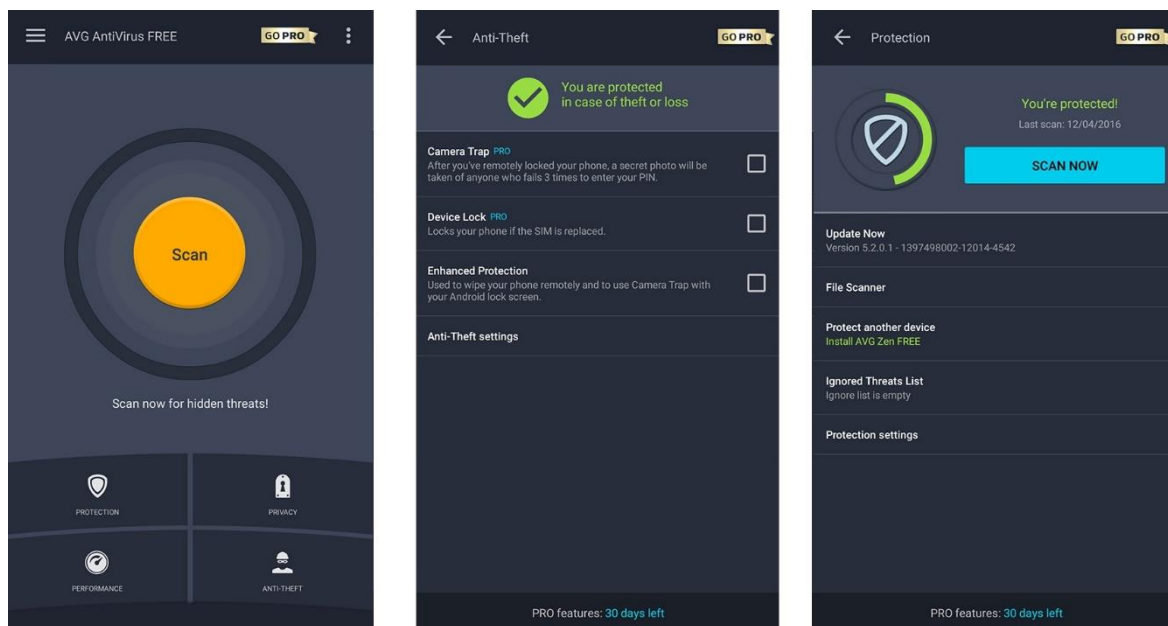 AVG AntiVirus FREE
GO PRO
Scan
Scan now for hidden threats!
PROTECTION
PRIVACY
PERFORMANCE
ANTI-THEFT
Anti-Theft
GO PRO
You are protected
in case of theft or loss
Camera Trap PRO
After you've remotely locked your phone, a secret photo will be
taken of anyone who fails 3 times to enter your PIN.
Device Lock PRO
Locks your phone if the SIM is replaced.
Enhanced Protection
Used to wipe your phone remotely and to use Camera Trap with
your Android lock screen.
Anti-Theft settings
PRO features: 30 days left
Protection
GO PRO
You're protected!
Last scan: 12/04/2016
SCAN NOW
Update Now
Version 5.2.0.1 - 1397498002-12014-4542
File Scanner
Protect another device
Install AVG Zen FREE
Ignored Threats List
Ignore list is empty
Protection settings
PRO features: 30 days left